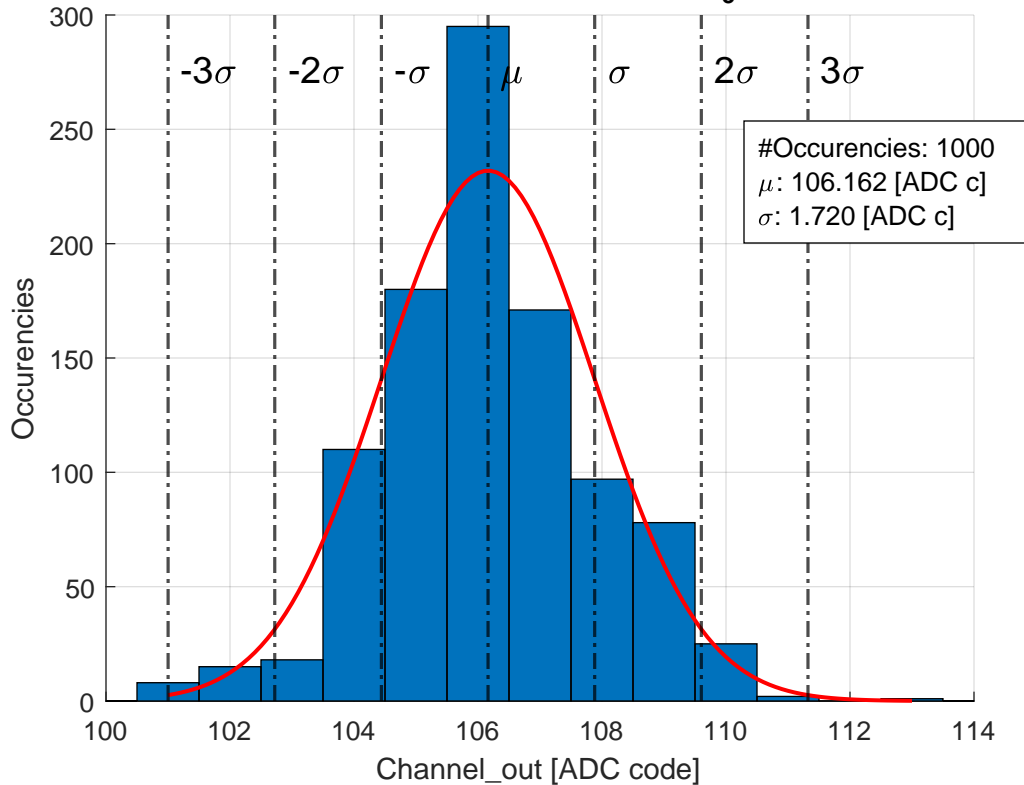 300
-3σ -2σ -σ μ σ 2σ 3σ
250
#Occurencies: 1000
μ: 106.162 [ADC c]
σ: 1.720 [ADC c]
200
150
100
50
0
Occurencies
100 102 104 106 108 110 112 114
Channel_out [ADC code]